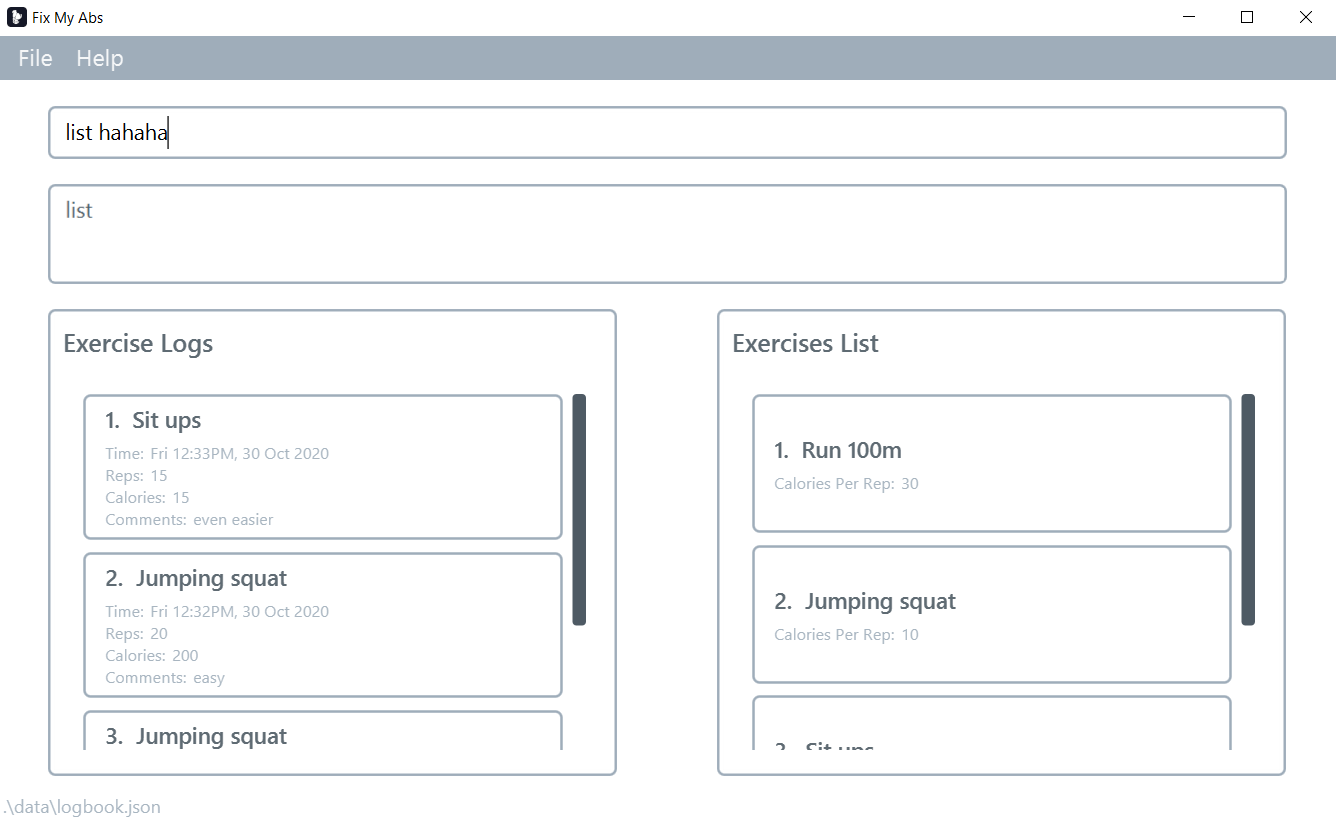 Fix My Abs
File Help
list hahaha
list
Exercise Logs
1. Sit ups
Time: Fri 12:33PM, 30 Oct 2020
Reps: 15
Calories: 15
Comments: even easier
2. Jumping squat
Time: Fri 12:32PM, 30 Oct 2020
Reps: 20
Calories: 200
Comments: easy
3. Jumping squat
Exercises List
1. Run 100m
Calories Per Rep: 30
2. Jumping squat
Calories Per Rep: 10
3. Sit ups
.\data\logbook.json